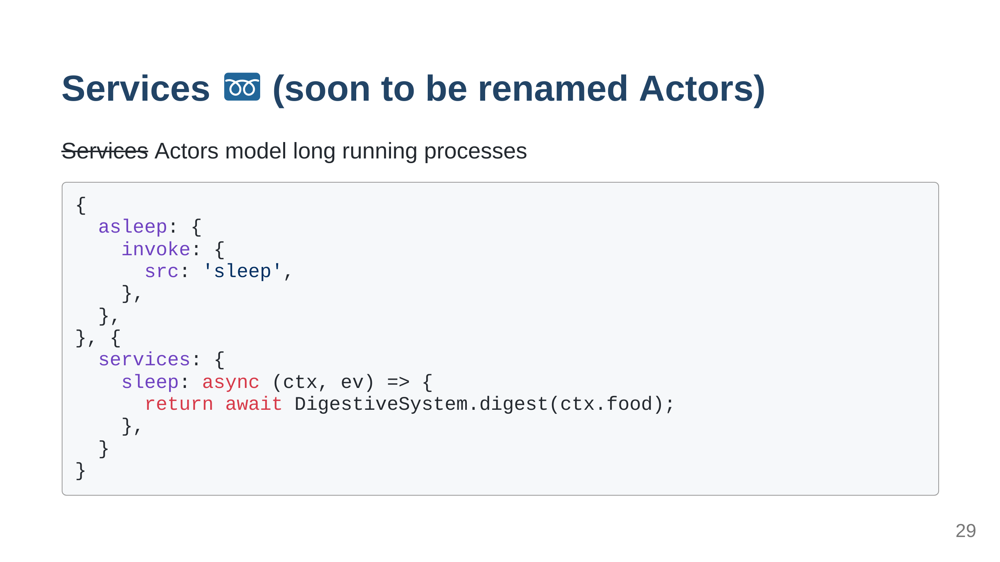 Services ➿ (soon to be renamed Actors)
Services Actors model long running processes
{
  asleep: {
    invoke: {
      src: 'sleep',
    },
  },
}, {
  services: {
    sleep: async (ctx, ev) => {
      return await DigestiveSystem.digest(ctx.food);
    },
  }
}
29